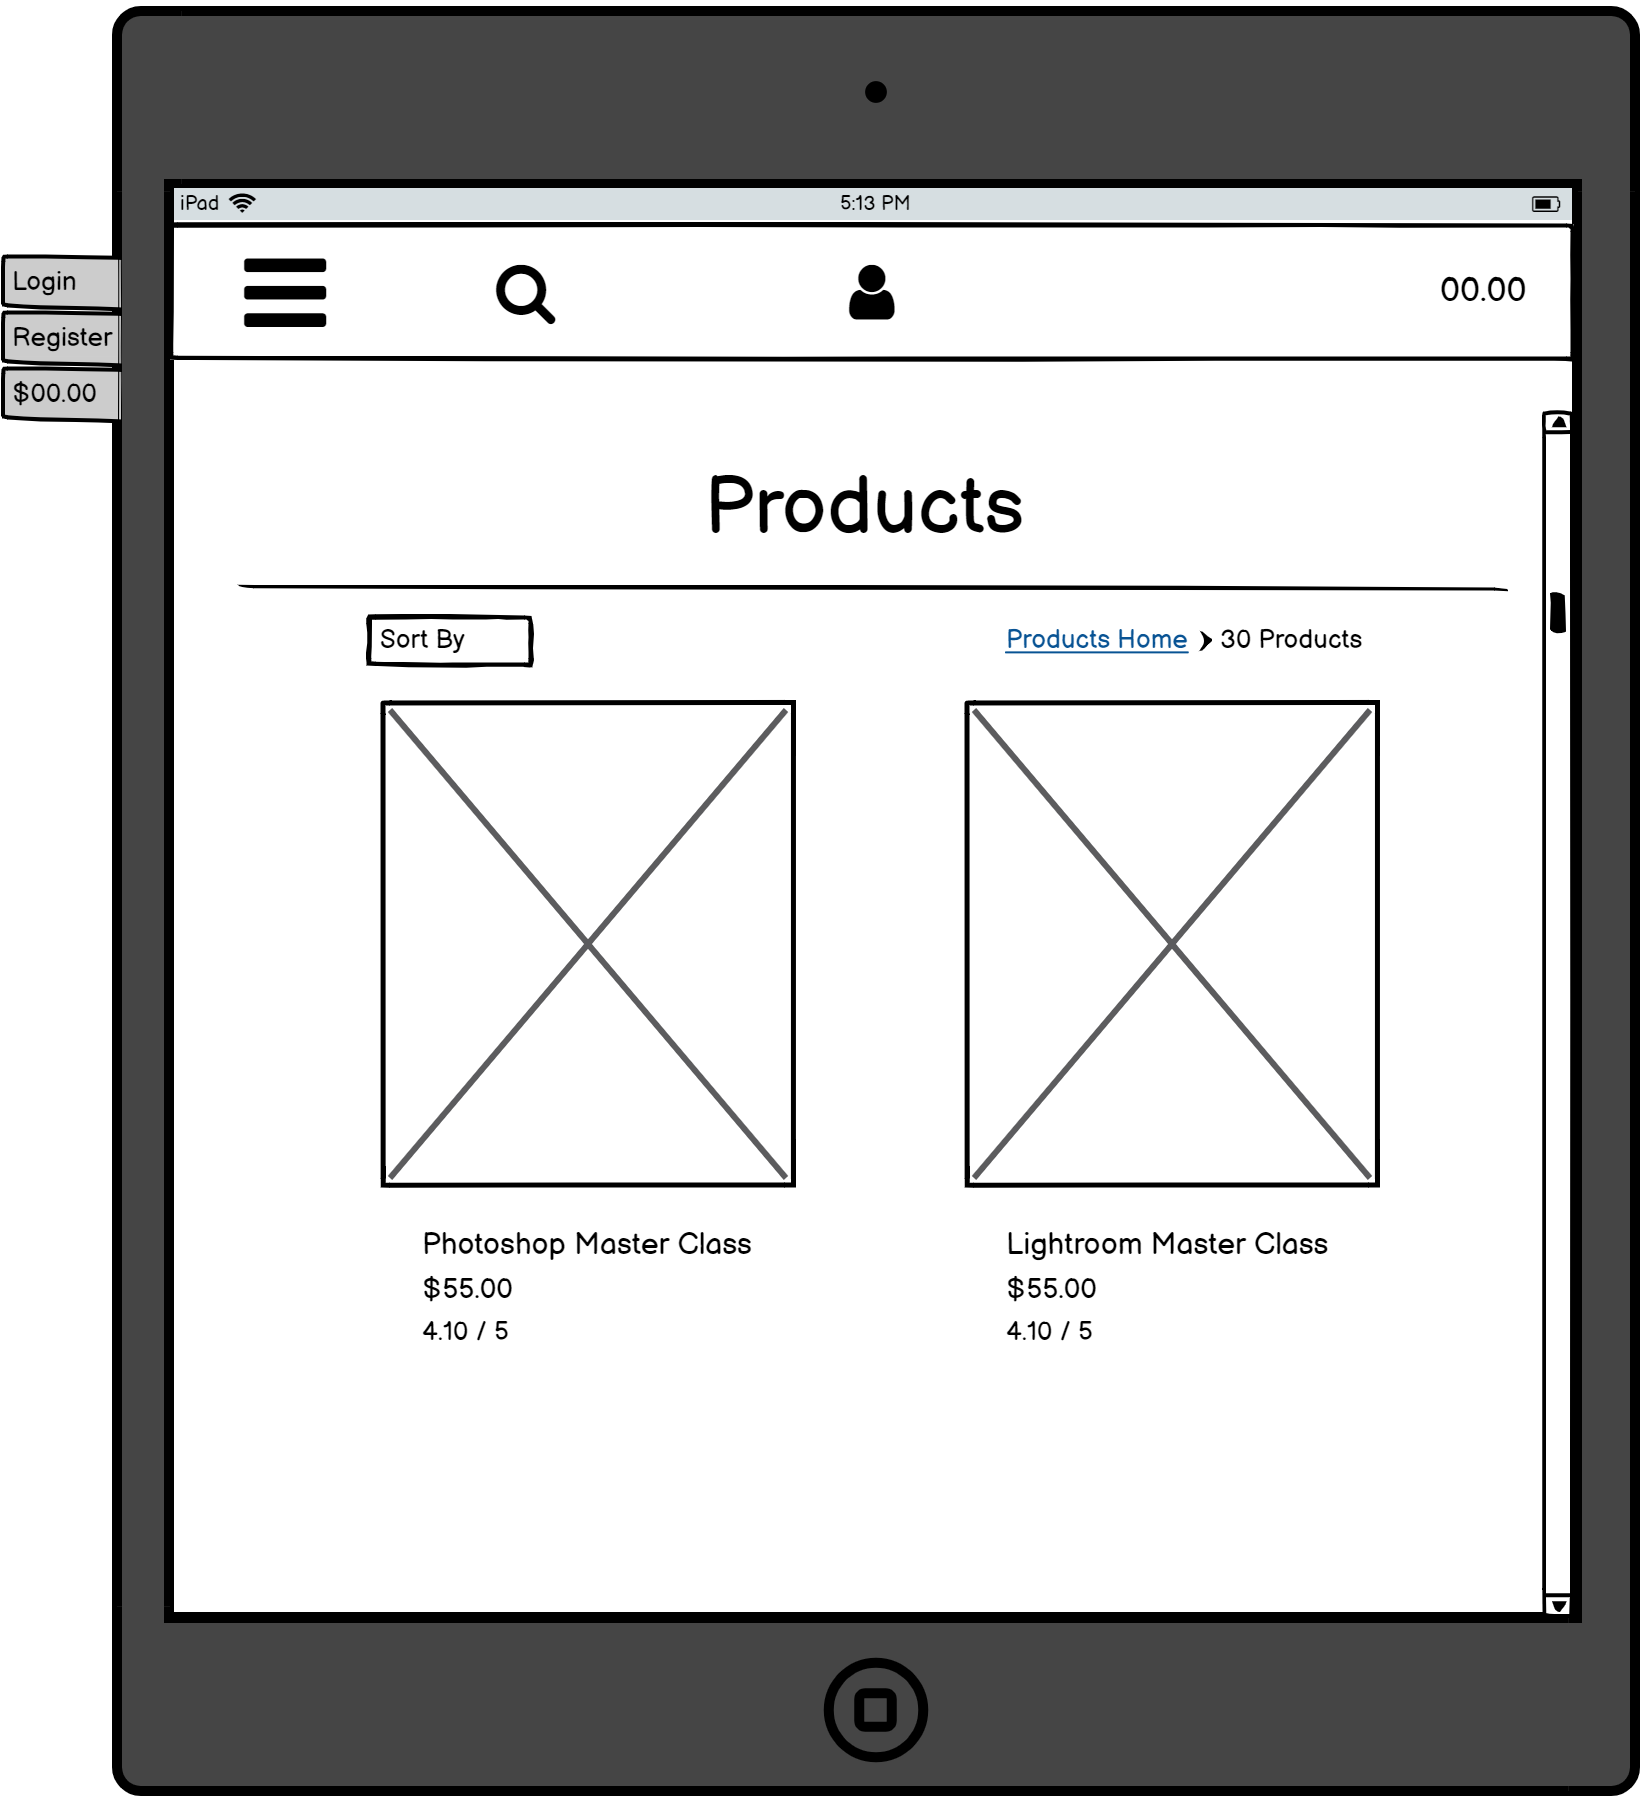 iPad
5:13 PM
Login
Register
$00.00
00.00
Products
Sort By
Products Home
30 Products
Photoshop Master Class
$55.00
4.10 / 5
Lightroom Master Class
$55.00
4.10 / 5